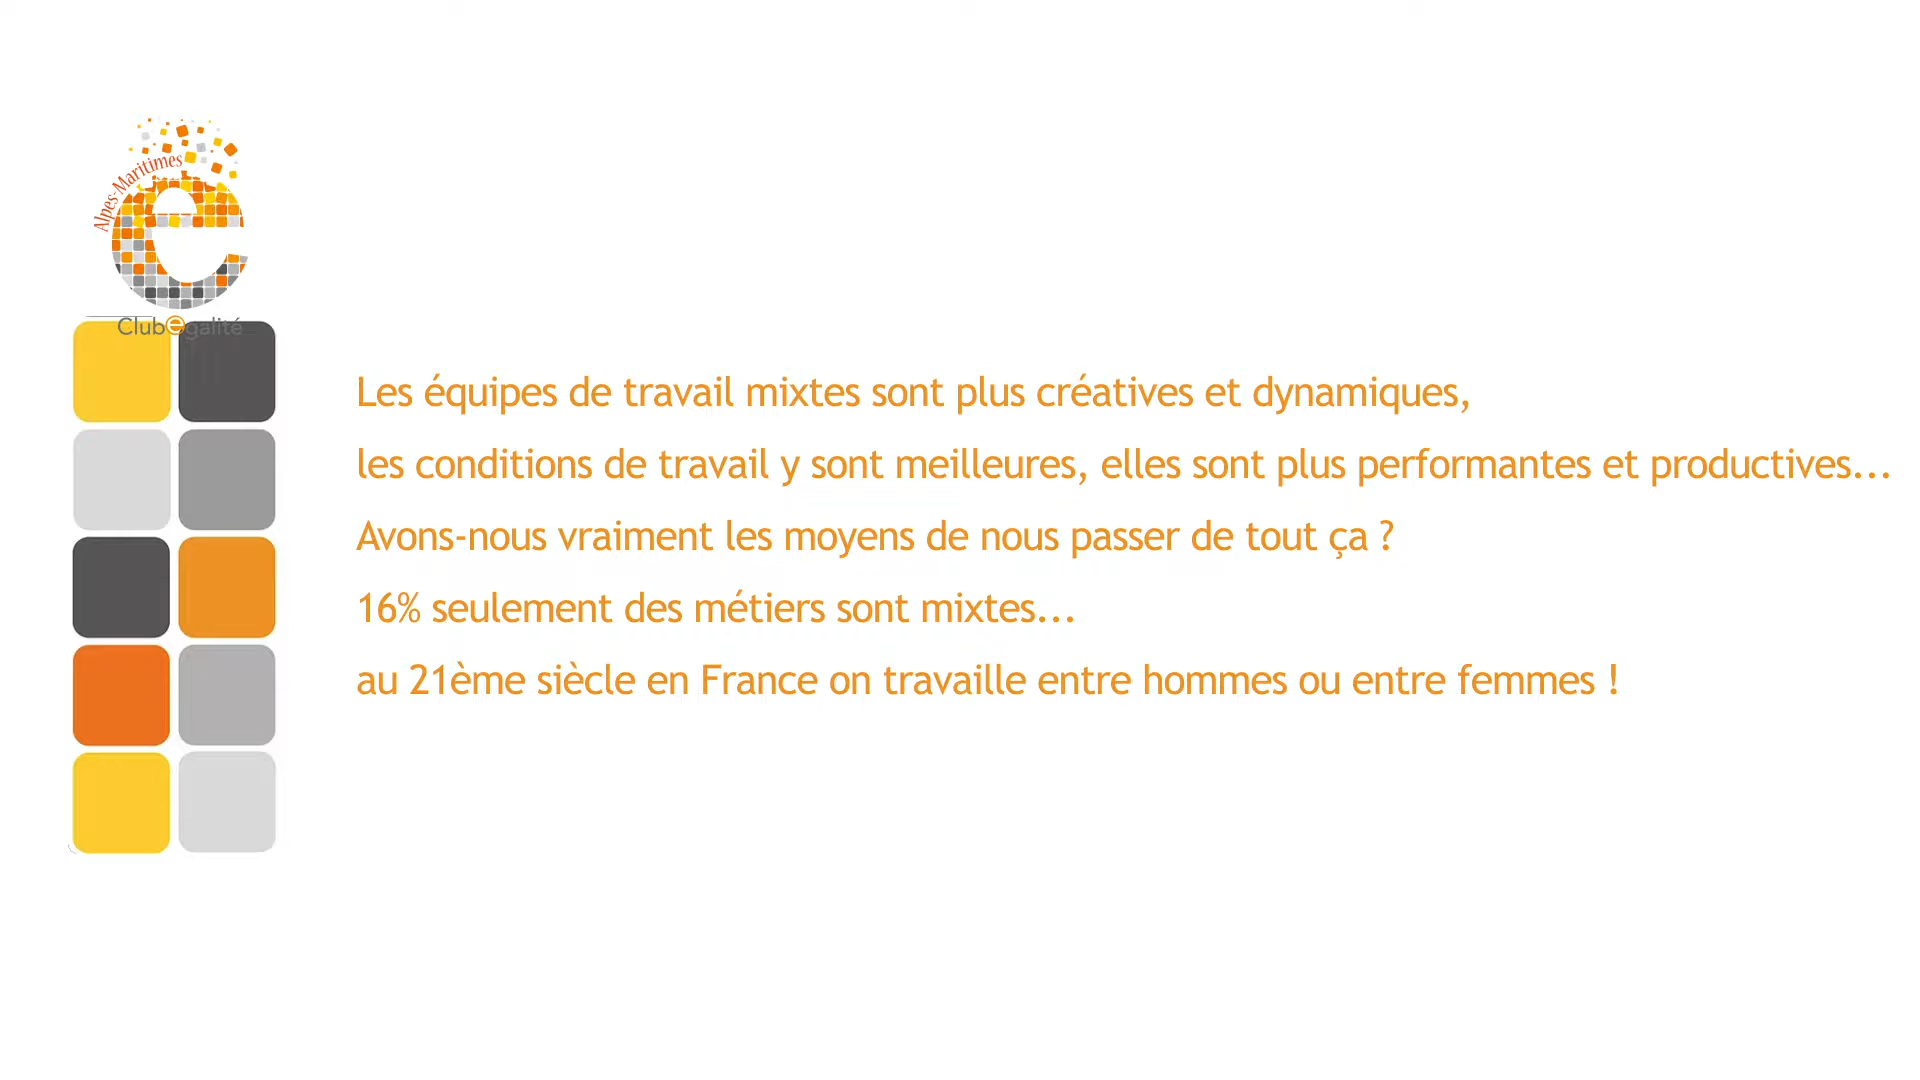 Alpes-Maritimes
Club egalité
Les équipes de travail mixtes sont plus créatives et dynamiques,
les conditions de travail y sont meilleures, elles sont plus performantes et productives...
Avons-nous vraiment les moyens de nous passer de tout ça ?
16% seulement des métiers sont mixtes...
au 21ème siècle en France on travaille entre hommes ou entre femmes !